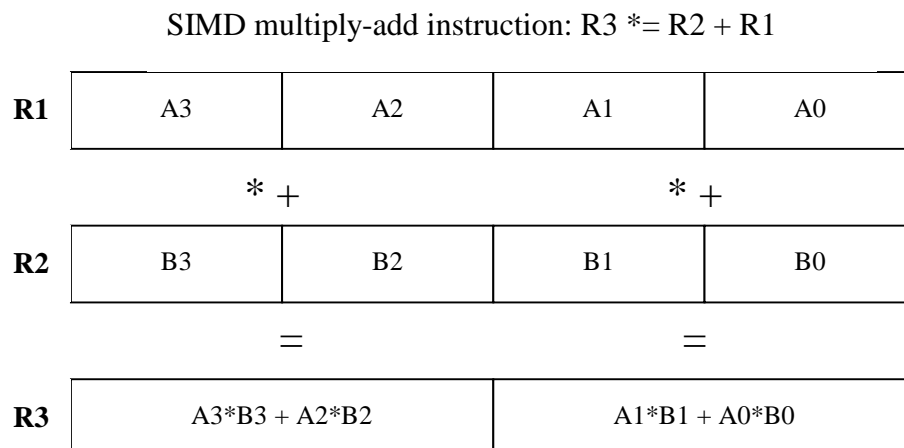 SIMD multiply-add instruction: R3 *= R2 + R1
R1 A3 A2 A1 A0
* + * +
R2 B3 B2 B1 B0
= =
R3 A3*B3 + A2*B2 A1*B1 + A0*B0